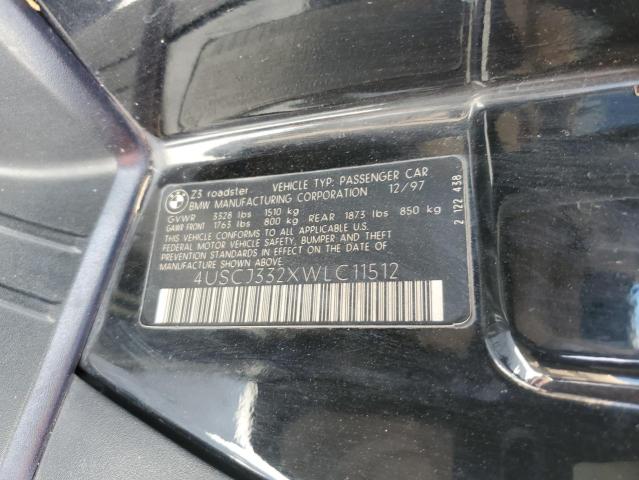 BMW
Z3 roadster VEHICLE TYP: PASSENGER CAR
BMW MANUFACTURING CORPORATION 12/97
GVWR 3328 lbs 1510 kg
GAWR FRONT 1763 lbs 800 kg REAR 1873 lbs 850 kg
THIS VEHICLE CONFORMS TO ALL APPLICABLE
FEDERAL MOTOR VEHICLE SAFETY, BUMPER AND THEFT
PREVENTION STANDARDS IN EFFECT ON THE DATE OF
MANUFACTURE SHOWN ABOVE
4USCJ332XWLC11512
2 122 438